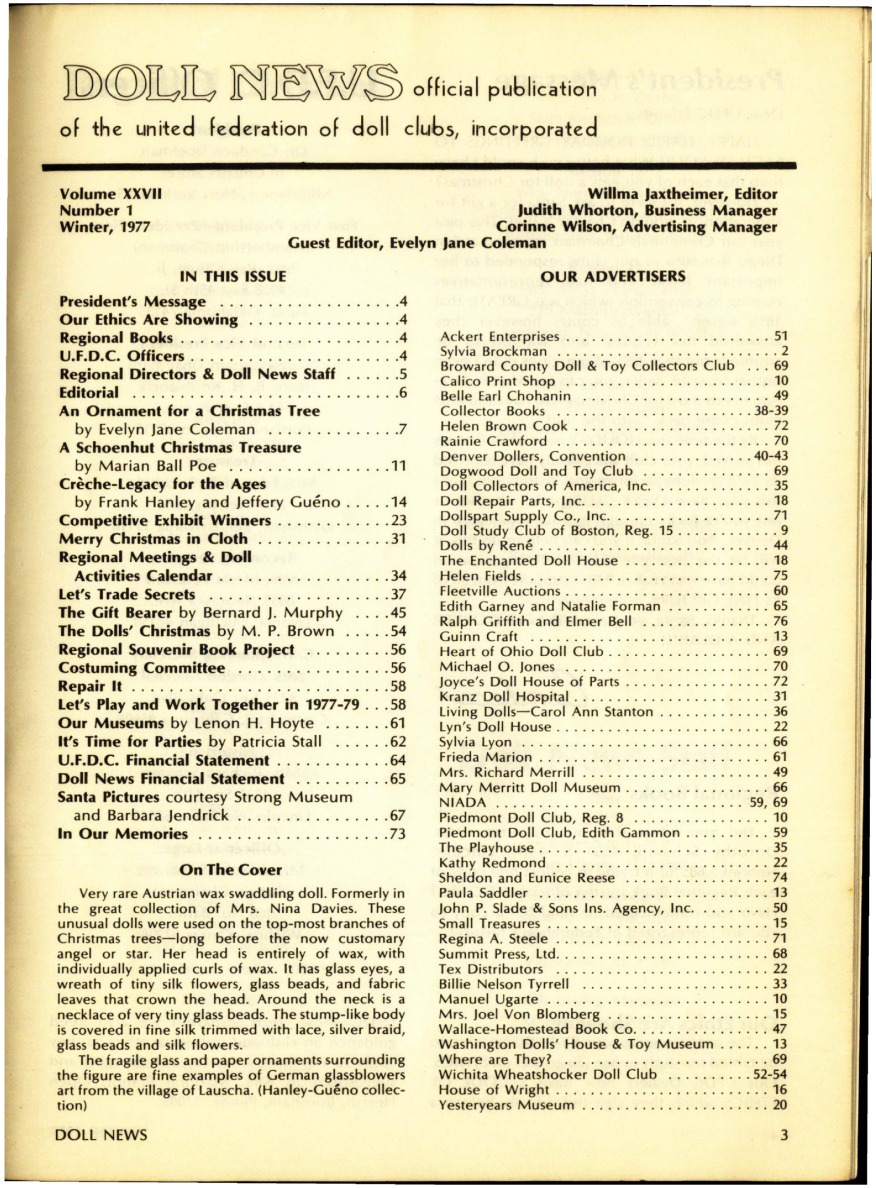 DOLL NEWS official publication
of the united federation of doll clubs, incorporated
Volume XXVII
Number 1
Winter, 1977
Willma Jaxtheimer, Editor
Judith Whorton, Business Manager
Corinne Wilson, Advertising Manager
Guest Editor, Evelyn Jane Coleman
IN THIS ISSUE
President's Message . . . . . . . . . . . . . . . . . . .4
Our Ethics Are Showing . . . . . . . . . . . . . . . .4
Regional Books . . . . . . . . . . . . . . . . . . . . . . .4
U.F.D.C. Officers . . . . . . . . . . . . . . . . . . . . . .4
Regional Directors & Doll News Staff . . . . . .5
Editorial . . . . . . . . . . . . . . . . . . . . . . . . . . . .6
An Ornament for a Christmas Tree
by Evelyn Jane Coleman . . . . . . . . . . . . . .7
A Schoenhut Christmas Treasure
by Marian Ball Poe . . . . . . . . . . . . . . . . .11
Crèche-Legacy for the Ages
by Frank Hanley and Jeffery Guéno . . . . .14
Competitive Exhibit Winners . . . . . . . . . . . .23
Merry Christmas in Cloth . . . . . . . . . . . . . .31
Regional Meetings & Doll
Activities Calendar . . . . . . . . . . . . . . . . . .34
Let's Trade Secrets . . . . . . . . . . . . . . . . . . .37
The Gift Bearer by Bernard J. Murphy . . . .45
The Dolls' Christmas by M. P. Brown . . . . .54
Regional Souvenir Book Project . . . . . . . . .56
Costuming Committee . . . . . . . . . . . . . . . .56
Repair It . . . . . . . . . . . . . . . . . . . . . . . . . . .58
Let's Play and Work Together in 1977-79 . . .58
Our Museums by Lenon H. Hoyte . . . . . . .61
It's Time for Parties by Patricia Stall . . . . . .62
U.F.D.C. Financial Statement . . . . . . . . . . . .64
Doll News Financial Statement . . . . . . . . . .65
Santa Pictures courtesy Strong Museum
and Barbara Jendrick . . . . . . . . . . . . . . . .67
In Our Memories . . . . . . . . . . . . . . . . . . . .73
On The Cover
Very rare Austrian wax swaddling doll. Formerly in
the great collection of Mrs. Nina Davies. These
unusual dolls were used on the top-most branches of
Christmas trees—long before the now customary
angel or star. Her head is entirely of wax, with
individually applied curls of wax. It has glass eyes, a
wreath of tiny silk flowers, glass beads, and fabric
leaves that crown the head. Around the neck is a
necklace of very tiny glass beads. The stump-like body
is covered in fine silk trimmed with lace, silver braid,
glass beads and silk flowers.
The fragile glass and paper ornaments surrounding
the figure are fine examples of German glassblowers
art from the village of Lauscha. (Hanley-Guéno collec-
tion)
OUR ADVERTISERS
Ackert Enterprises . . . . . . . . . . . . . . . . . . . . . . . . 51
Sylvia Brockman . . . . . . . . . . . . . . . . . . . . . . . . . 2
Broward County Doll & Toy Collectors Club . . . 69
Calico Print Shop . . . . . . . . . . . . . . . . . . . . . . . . 10
Belle Earl Chohanin . . . . . . . . . . . . . . . . . . . . . . 49
Collector Books . . . . . . . . . . . . . . . . . . . . . . . 38-39
Helen Brown Cook . . . . . . . . . . . . . . . . . . . . . . . 72
Rainie Crawford . . . . . . . . . . . . . . . . . . . . . . . . . 70
Denver Dollers, Convention . . . . . . . . . . . . . . 40-43
Dogwood Doll and Toy Club . . . . . . . . . . . . . . . 69
Doll Collectors of America, Inc. . . . . . . . . . . . . . 35
Doll Repair Parts, Inc. . . . . . . . . . . . . . . . . . . . . . 18
Dollspart Supply Co., Inc. . . . . . . . . . . . . . . . . . . 71
Doll Study Club of Boston, Reg. 15 . . . . . . . . . . . 9
Dolls by René . . . . . . . . . . . . . . . . . . . . . . . . . . . 44
The Enchanted Doll House . . . . . . . . . . . . . . . . . 18
Helen Fields . . . . . . . . . . . . . . . . . . . . . . . . . . . . 75
Fleetville Auctions . . . . . . . . . . . . . . . . . . . . . . . . 60
Edith Garney and Natalie Forman . . . . . . . . . . . . 65
Ralph Griffith and Elmer Bell . . . . . . . . . . . . . . . 76
Guinn Craft . . . . . . . . . . . . . . . . . . . . . . . . . . . . 13
Heart of Ohio Doll Club . . . . . . . . . . . . . . . . . . . 69
Michael O. Jones . . . . . . . . . . . . . . . . . . . . . . . . 70
Joyce's Doll House of Parts . . . . . . . . . . . . . . . . . 72
Kranz Doll Hospital . . . . . . . . . . . . . . . . . . . . . . . 31
Living Dolls—Carol Ann Stanton . . . . . . . . . . . . . 36
Lyn's Doll House . . . . . . . . . . . . . . . . . . . . . . . . . 22
Sylvia Lyon . . . . . . . . . . . . . . . . . . . . . . . . . . . . . 66
Frieda Marion . . . . . . . . . . . . . . . . . . . . . . . . . . . 61
Mrs. Richard Merrill . . . . . . . . . . . . . . . . . . . . . . 49
Mary Merritt Doll Museum . . . . . . . . . . . . . . . . . 66
NIADA . . . . . . . . . . . . . . . . . . . . . . . . . . . . . 59, 69
Piedmont Doll Club, Reg. 8 . . . . . . . . . . . . . . . . 10
Piedmont Doll Club, Edith Gammon . . . . . . . . . . 59
The Playhouse . . . . . . . . . . . . . . . . . . . . . . . . . . . 35
Kathy Redmond . . . . . . . . . . . . . . . . . . . . . . . . . 22
Sheldon and Eunice Reese . . . . . . . . . . . . . . . . . 74
Paula Saddler . . . . . . . . . . . . . . . . . . . . . . . . . . . 13
John P. Slade & Sons Ins. Agency, Inc. . . . . . . . . 50
Small Treasures . . . . . . . . . . . . . . . . . . . . . . . . . . 15
Regina A. Steele . . . . . . . . . . . . . . . . . . . . . . . . . 71
Summit Press, Ltd. . . . . . . . . . . . . . . . . . . . . . . . . 68
Tex Distributors . . . . . . . . . . . . . . . . . . . . . . . . . 22
Billie Nelson Tyrrell . . . . . . . . . . . . . . . . . . . . . . 33
Manuel Ugarte . . . . . . . . . . . . . . . . . . . . . . . . . . 10
Mrs. Joel Von Blomberg . . . . . . . . . . . . . . . . . . . 15
Wallace-Homestead Book Co. . . . . . . . . . . . . . . . 47
Washington Dolls' House & Toy Museum . . . . . . 13
Where are They? . . . . . . . . . . . . . . . . . . . . . . . . 69
Wichita Wheatshocker Doll Club . . . . . . . . . . 52-54
House of Wright . . . . . . . . . . . . . . . . . . . . . . . . . 16
Yesteryears Museum . . . . . . . . . . . . . . . . . . . . . . 20
DOLL NEWS
3